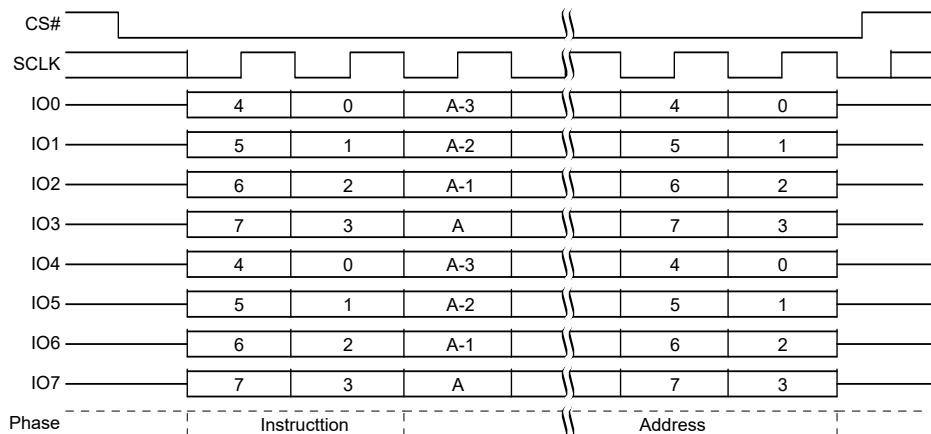 CS#
SCLK
IO0 4 0 A-3 4 0
IO1 5 1 A-2 5 1
IO2 6 2 A-1 6 2
IO3 7 3 A 7 3
IO4 4 0 A-3 4 0
IO5 5 1 A-2 5 1
IO6 6 2 A-1 6 2
IO7 7 3 A 7 3
Phase Instructtion Address